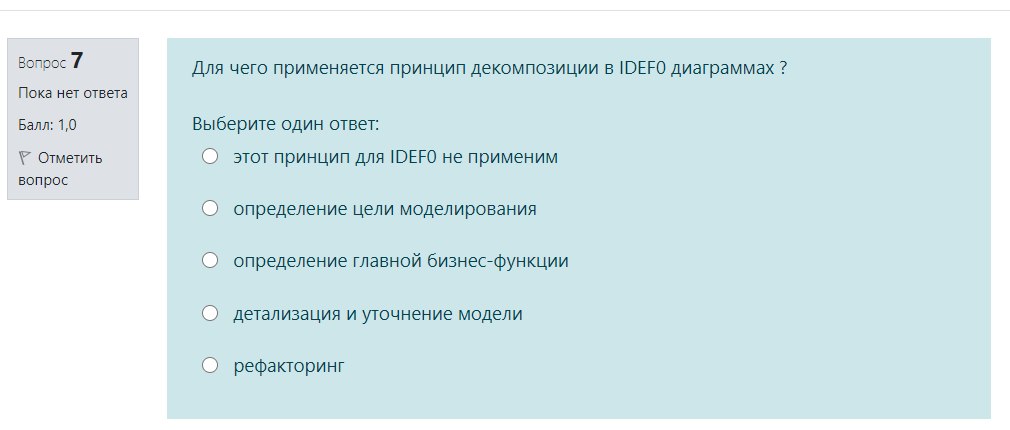 Вопрос 7
Пока нет ответа
Балл: 1,0
Отметить
вопрос
Для чего применяется принцип декомпозиции в IDEF0 диаграммах ?
Выберите один ответ:
этот принцип для IDEF0 не применим
определение цели моделирования
определение главной бизнес-функции
детализация и уточнение модели
рефакторинг